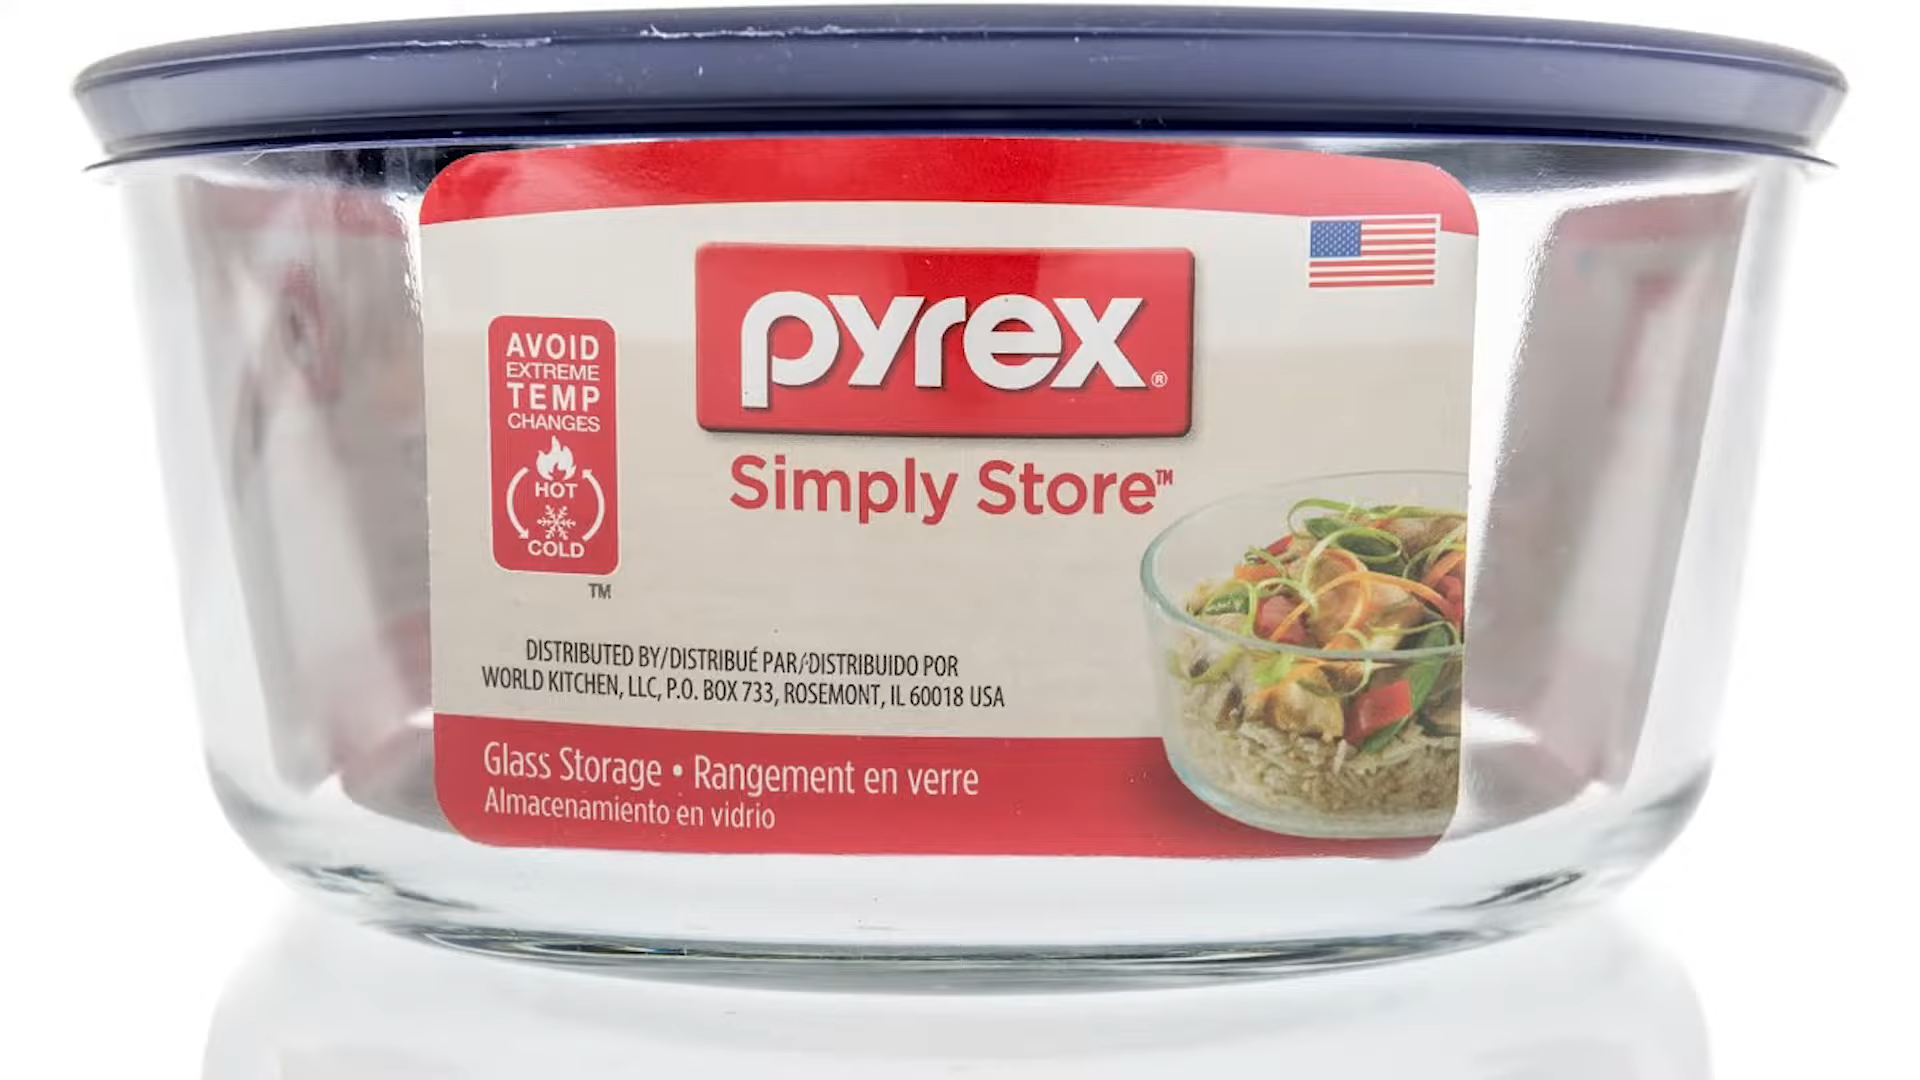 pyrex®
Simply Store™
AVOID
EXTREME
TEMP
CHANGES
HOT
COLD
TM
DISTRIBUTED BY/DISTRIBUÉ PAR/DISTRIBUIDO POR
WORLD KITCHEN, LLC, P.O. BOX 733, ROSEMONT, IL 60018 USA
Glass Storage • Rangement en verre
Almacenamiento en vidrio